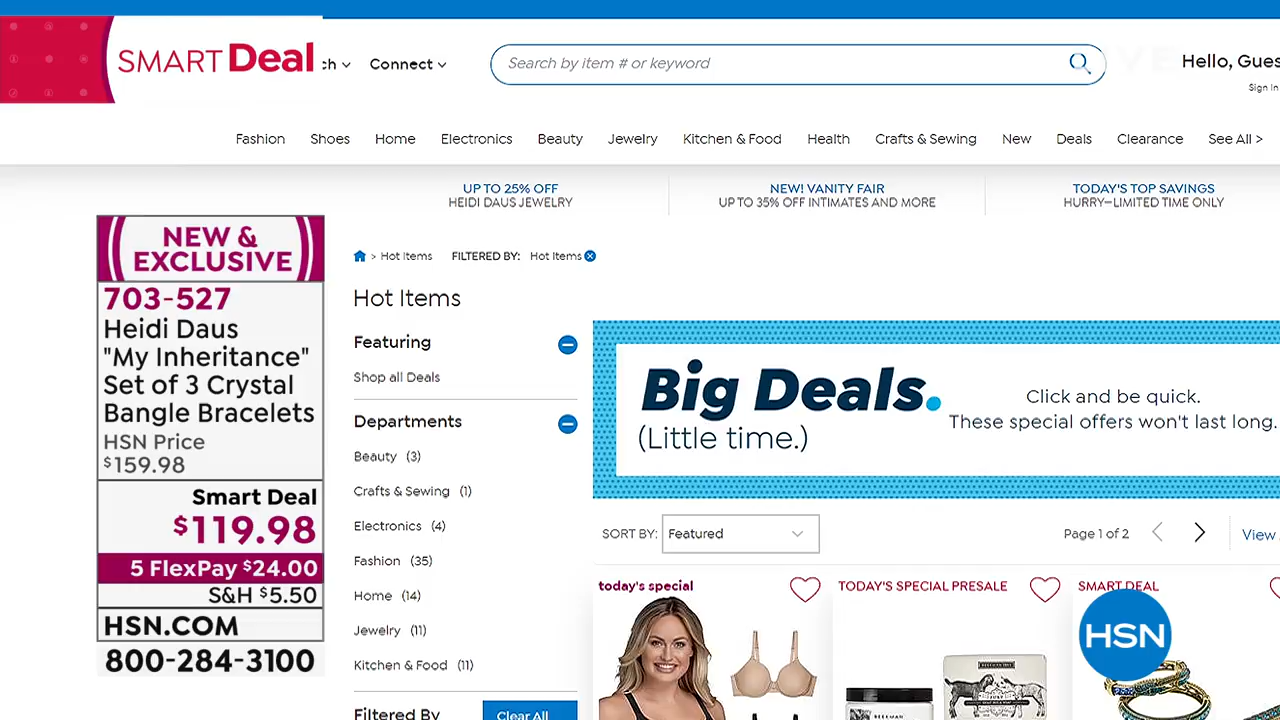 SMART Deal
ch
Connect
Search by item # or keyword
Hello, Gues
Sign In
Fashion
Shoes
Home
Electronics
Beauty
Jewelry
Kitchen & Food
Health
Crafts & Sewing
New
Deals
Clearance
See All >
UP TO 25% OFF
HEIDI DAUS JEWELRY
NEW! VANITY FAIR
UP TO 35% OFF INTIMATES AND MORE
TODAY'S TOP SAVINGS
HURRY—LIMITED TIME ONLY
NEW &
EXCLUSIVE
703-527
Heidi Daus
"My Inheritance"
Set of 3 Crystal
Bangle Bracelets
HSN Price
$159.98
Smart Deal
$119.98
5 FlexPay $24.00
S&H $5.50
HSN.COM
800-284-3100
> Hot Items
FILTERED BY: Hot Items
Hot Items
Featuring
Shop all Deals
Departments
Beauty (3)
Crafts & Sewing (1)
Electronics (4)
Fashion (35)
Home (14)
Jewelry (11)
Kitchen & Food (11)
Filtered By
Clear All
Big Deals.
(Little time.)
Click and be quick.
These special offers won't last long.
SORT BY: Featured
Page 1 of 2
View
today's special
TODAY'S SPECIAL PRESALE
SMART DEAL
BEEKMAN
HSN